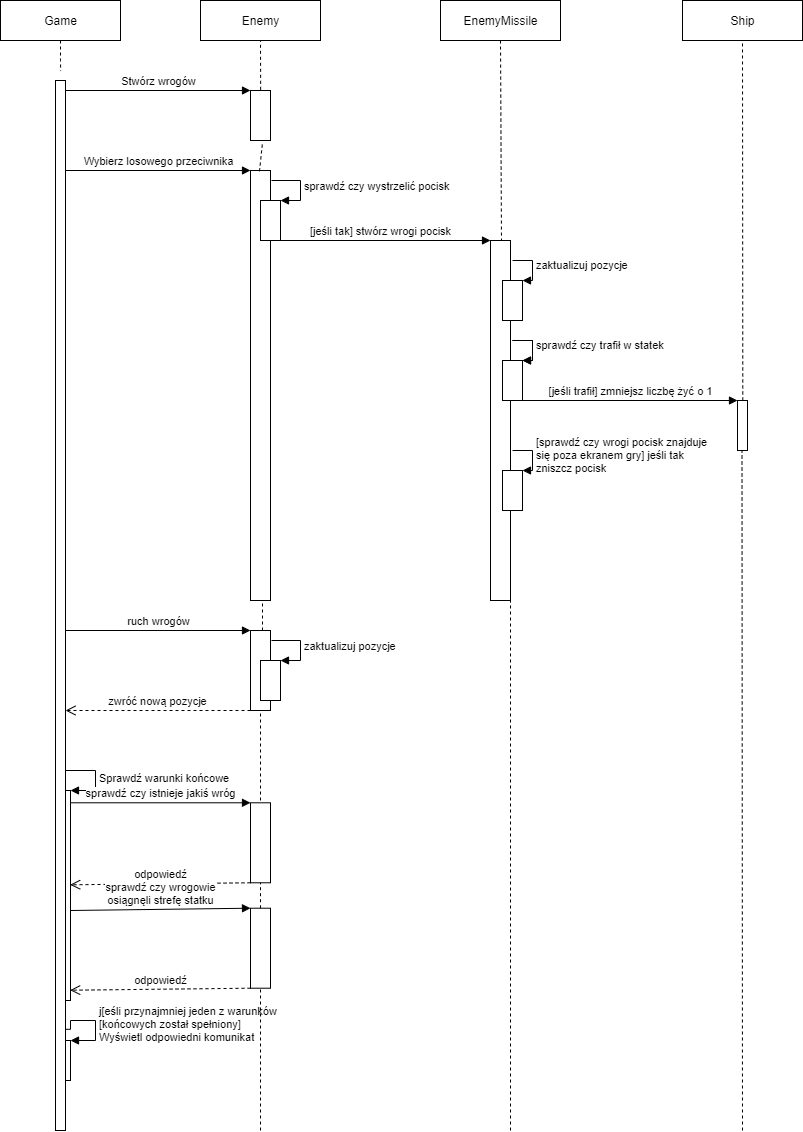 Game
Enemy
EnemyMissile
Ship
Stwórz wrogów
Wybierz losowego przeciwnika
sprawdź czy wystrzelić pocisk
[jeśli tak] stwórz wrogi pocisk
zaktualizuj pozycje
sprawdź czy trafił w statek
[jeśli trafił] zmniejsz liczbę żyć o 1
[sprawdź czy wrogi pocisk znajduje
się poza ekranem gry] jeśli tak
zniszcz pocisk
ruch wrogów
zaktualizuj pozycje
zwróć nową pozycje
Sprawdź warunki końcowe
sprawdź czy istnieje jakiś wróg
odpowiedź
sprawdź czy wrogowie
osiągnęli strefę statku
odpowiedź
j[eśli przynajmniej jeden z warunków
[końcowych został spełniony]
Wyświetl odpowiedni komunikat